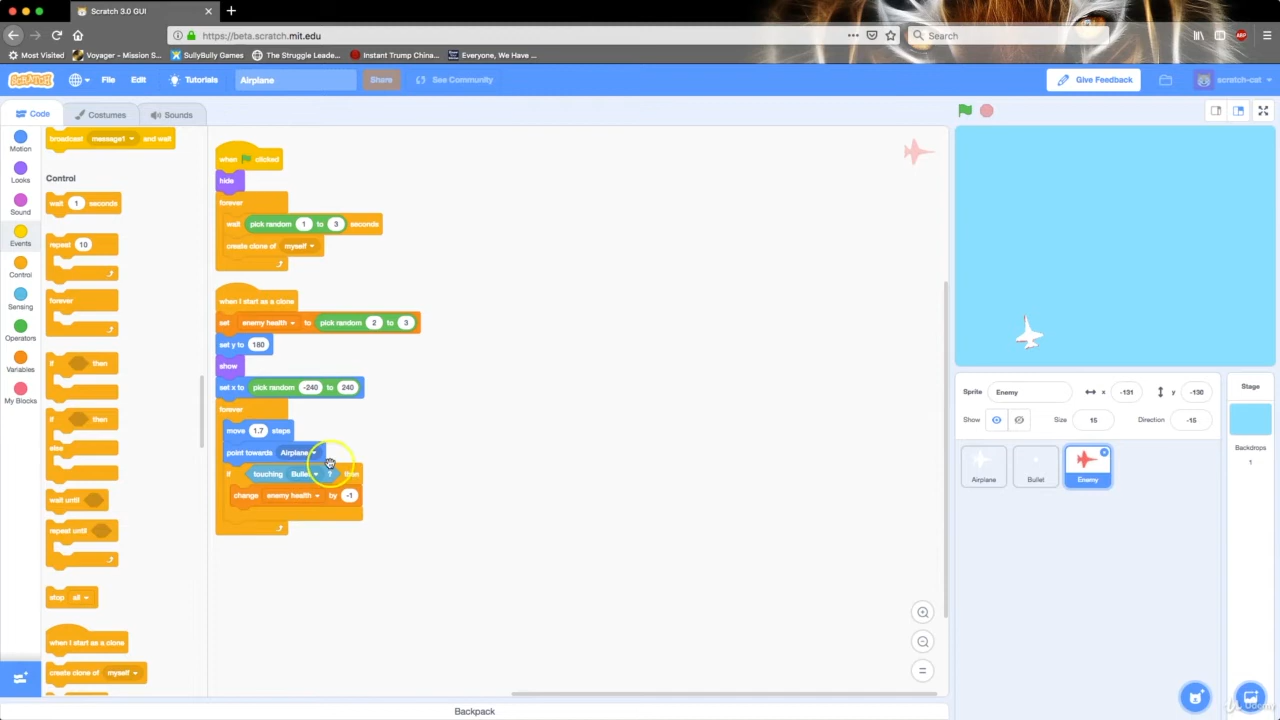 Scratch 3.0 GUI
https://beta.scratch.mit.edu
Search
Most Visited
Voyager - Mission S...
SullyBully Games
The Struggle Leade...
Instant Trump China...
Everyone, We Have ...
SCRATCH
File
Edit
Tutorials
Airplane
Share
See Community
Give Feedback
scratch-cat
Code
Costumes
Sounds
Motion
Looks
Sound
Events
Control
Sensing
Operators
Variables
My Blocks
broadcast message1 and wait
Control
wait 1 seconds
repeat 10
forever
if then
if then
else
wait until
repeat until
stop all
when I start as a clone
create clone of myself
when clicked
hide
forever
wait pick random 1 to 3 seconds
create clone of myself
when I start as a clone
set enemy health to pick random 2 to 3
set y to 180
show
set x to pick random -240 to 240
forever
move 1.7 steps
point towards Airplane
if touching Bullet ? then
change enemy health by -1
Sprite Enemy x -131 y -130
Show Size 15 Direction -15
Airplane
Bullet
Enemy
Stage
Backdrops
1
Backpack
Udemy